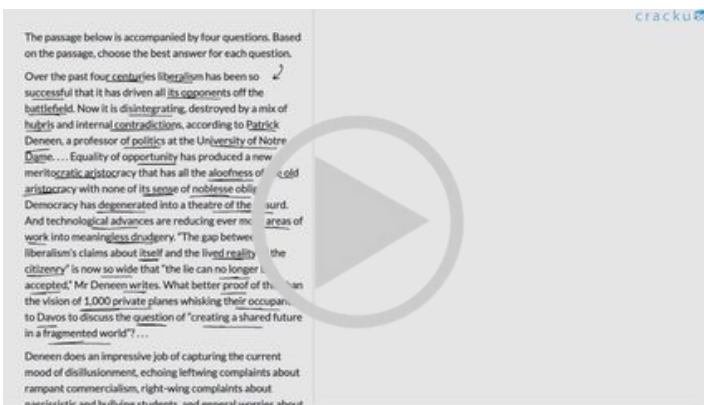 cracku
The passage below is accompanied by four questions. Based
on the passage, choose the best answer for each question.
Over the past four centuries liberalism has been so
successful that it has driven all its opponents off the
battlefield. Now it is disintegrating, destroyed by a mix of
hubris and internal contradictions, according to Patrick
Deneen, a professor of politics at the University of Notre
Dame. . . . Equality of opportunity has produced a new
meritocratic aristocracy that has all the aloofness of old
aristocracy with none of its sense of noblesse
Democracy has degenerated into a theatre of the
And technological advances are reducing ever areas of
work into meaningless drudgery. "The gap
liberalism's claims about itself and the lived reality the
citizenry" is now so wide that "the lie can no longer
accepted," Mr Deneen writes. What better proof of
the vision of 1,000 private planes whisking their
to Davos to discuss the question of "creating a shared future
in a fragmented world"? . . .
Deneen does an impressive job of capturing the current
mood of disillusionment, echoing leftwing complaints about
rampant commercialism, right-wing complaints about
narcissistic and bullying students, and general worries about